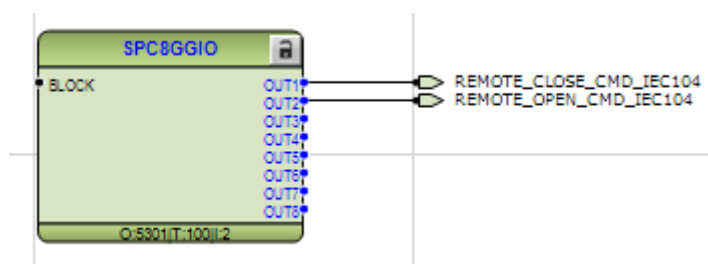 SPC8GGIO
BLOCK
OUT1
REMOTE_CLOSE_CMD_IEC104
OUT2
REMOTE_OPEN_CMD_IEC104
OUT3
OUT4
OUT5
OUT6
OUT7
OUT8
O:5301|T:100|I:2